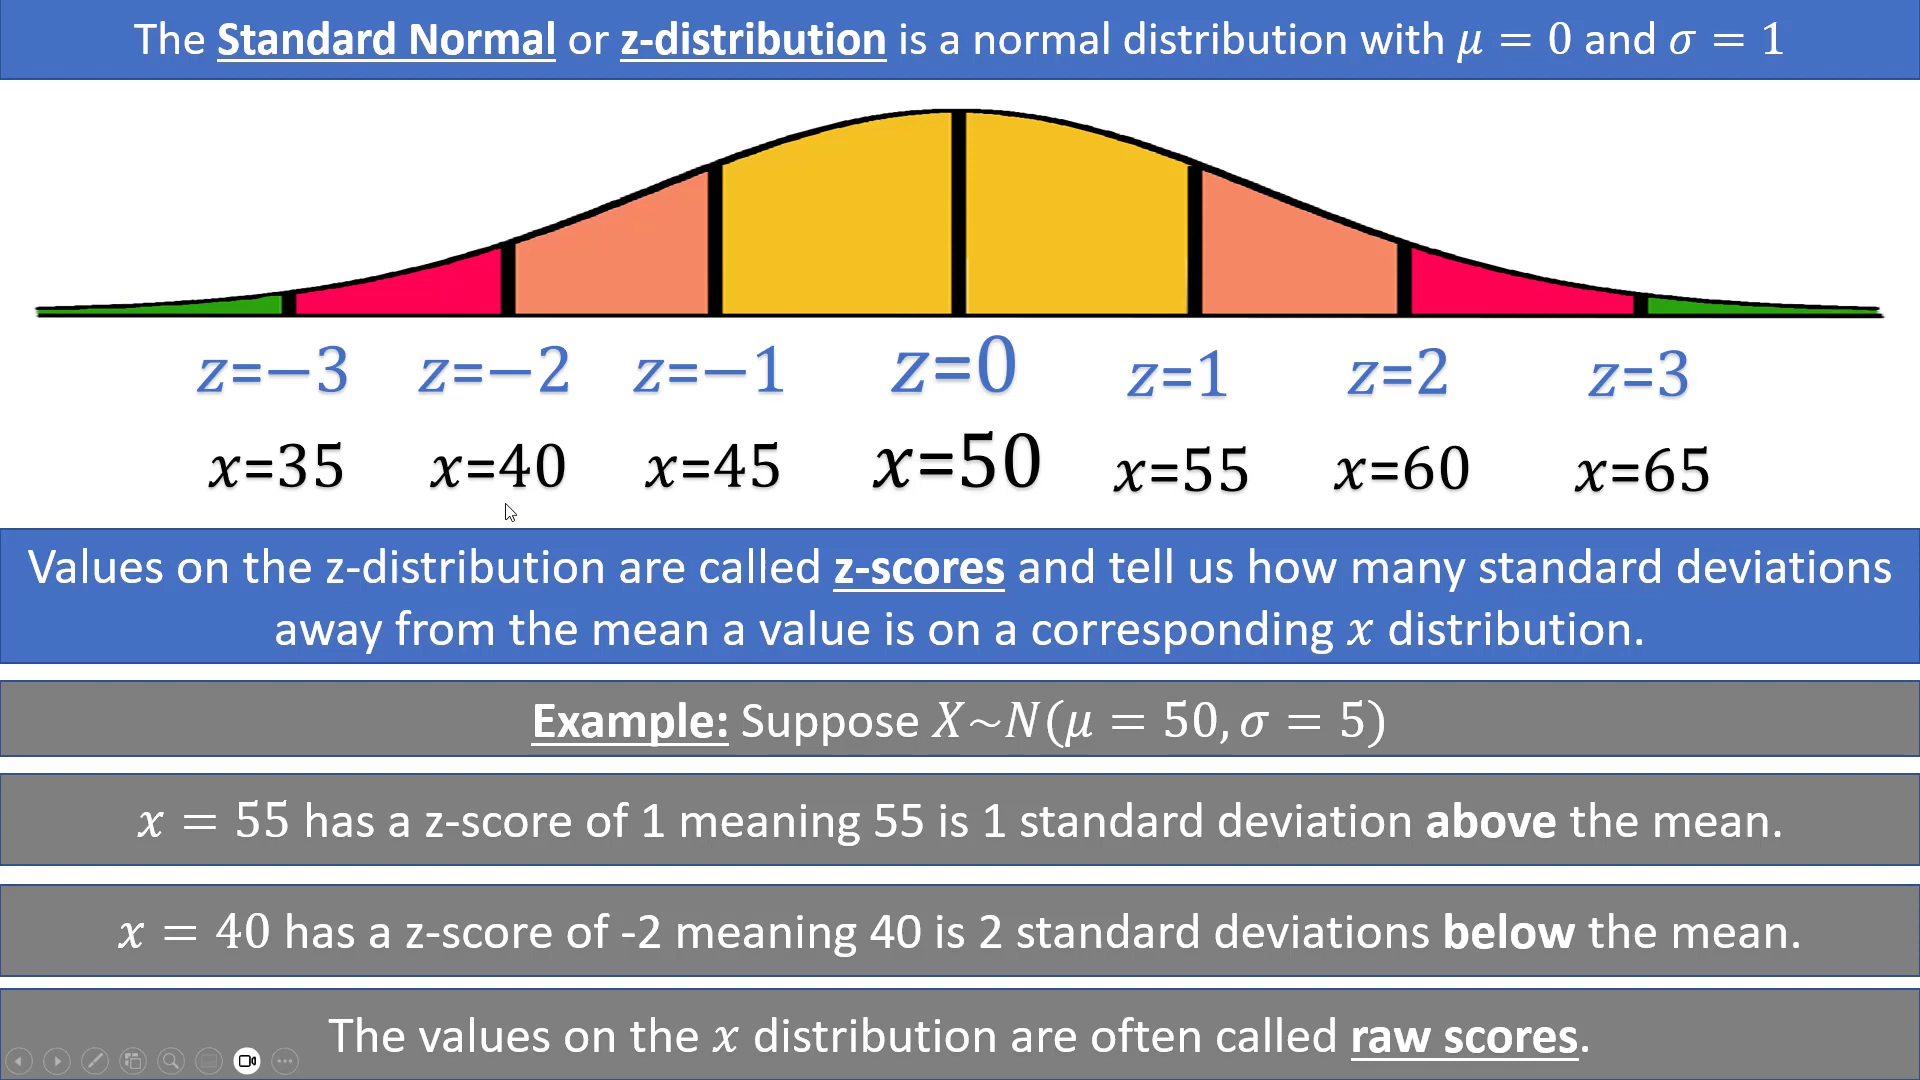 The Standard Normal or z-distribution is a normal distribution with μ = 0 and σ = 1
z=−3 z=−2 z=−1 z=0 z=1 z=2 z=3
x=35 x=40 x=45 x=50 x=55 x=60 x=65
Values on the z-distribution are called z-scores and tell us how many standard deviations
away from the mean a value is on a corresponding x distribution.
Example: Suppose X~N(μ = 50, σ = 5)
x = 55 has a z-score of 1 meaning 55 is 1 standard deviation above the mean.
x = 40 has a z-score of -2 meaning 40 is 2 standard deviations below the mean.
The values on the x distribution are often called raw scores.